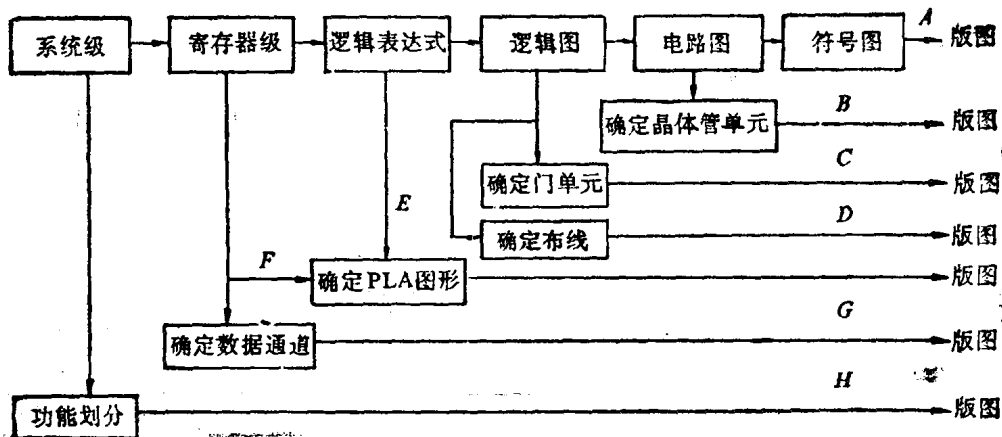 系统级 寄存器级 逻辑表达式 逻辑图 电路图 符号图 A 版图
确定晶体管单元 B 版图
确定门单元 C 版图
E
确定布线 D 版图
F 确定PLA图形 版图
确定数据通道 G 版图
功能划分 H 版图